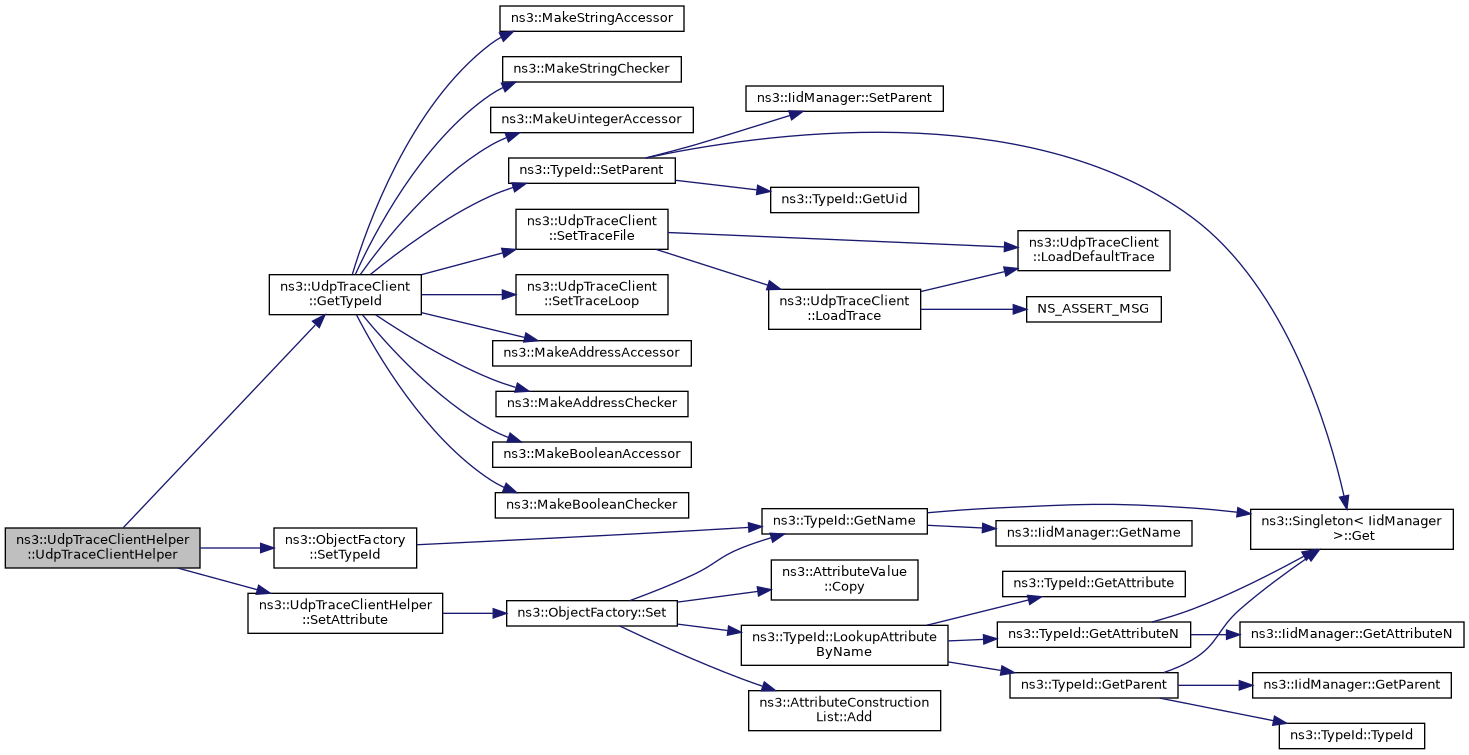 ns3::MakeStringAccessor
ns3::MakeStringChecker
ns3::IidManager::SetParent
ns3::MakeUintegerAccessor
ns3::TypeId::SetParent
ns3::TypeId::GetUid
ns3::UdpTraceClient
::SetTraceFile
ns3::UdpTraceClient
::LoadDefaultTrace
ns3::UdpTraceClient
::GetTypeId
ns3::UdpTraceClient
::SetTraceLoop
ns3::UdpTraceClient
::LoadTrace
NS_ASSERT_MSG
ns3::MakeAddressAccessor
ns3::MakeAddressChecker
ns3::MakeBooleanAccessor
ns3::MakeBooleanChecker
ns3::UdpTraceClientHelper
::UdpTraceClientHelper
ns3::ObjectFactory
::SetTypeId
ns3::TypeId::GetName
ns3::IidManager::GetName
ns3::Singleton< IidManager
>::Get
ns3::AttributeValue
::Copy
ns3::TypeId::GetAttribute
ns3::UdpTraceClientHelper
::SetAttribute
ns3::ObjectFactory::Set
ns3::TypeId::LookupAttribute
ByName
ns3::TypeId::GetAttributeN
ns3::IidManager::GetAttributeN
ns3::TypeId::GetParent
ns3::IidManager::GetParent
ns3::AttributeConstruction
List::Add
ns3::TypeId::TypeId